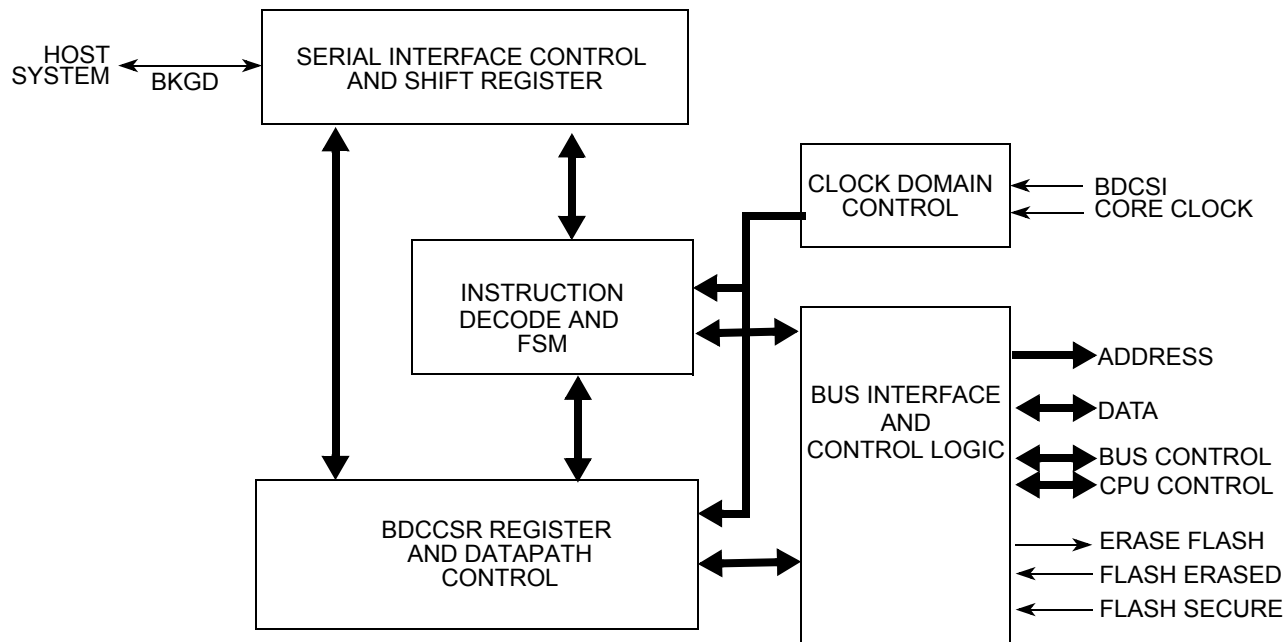 HOST
SYSTEM
BKGD
SERIAL INTERFACE CONTROL
AND SHIFT REGISTER
CLOCK DOMAIN
CONTROL
BDCSI
CORE CLOCK
INSTRUCTION
DECODE AND
FSM
BUS INTERFACE
AND
CONTROL LOGIC
ADDRESS
DATA
BUS CONTROL
CPU CONTROL
ERASE FLASH
FLASH ERASED
FLASH SECURE
BDCCSR REGISTER
AND DATAPATH
CONTROL